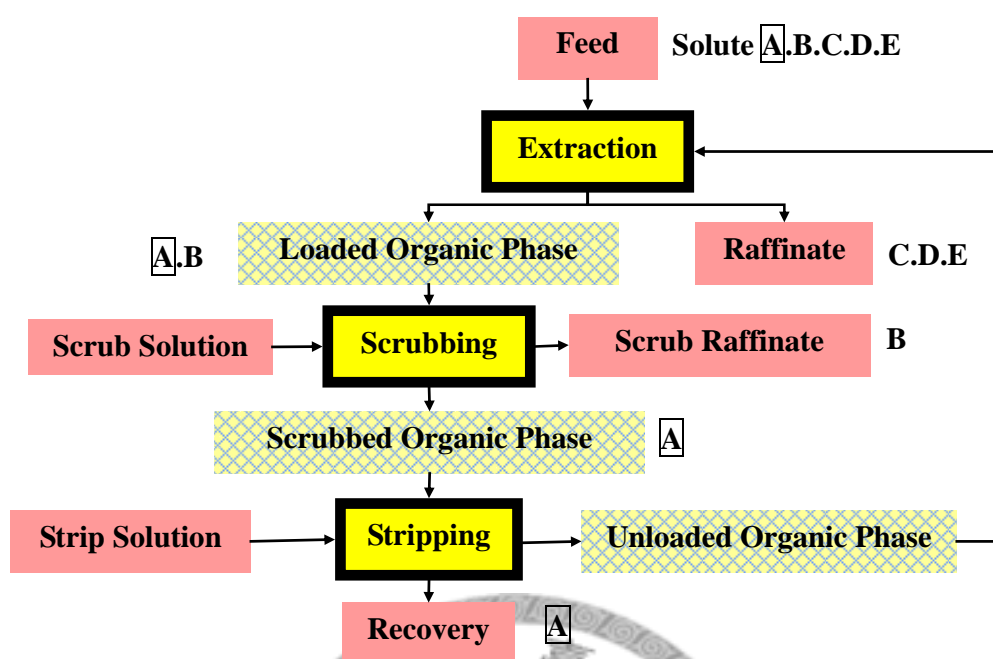 Feed
Solute A.B.C.D.E
Extraction
A.B
Loaded Organic Phase
Raffinate
C.D.E
Scrub Solution
Scrubbing
Scrub Raffinate
B
Scrubbed Organic Phase
A
Strip Solution
Stripping
Unloaded Organic Phase
Recovery
A